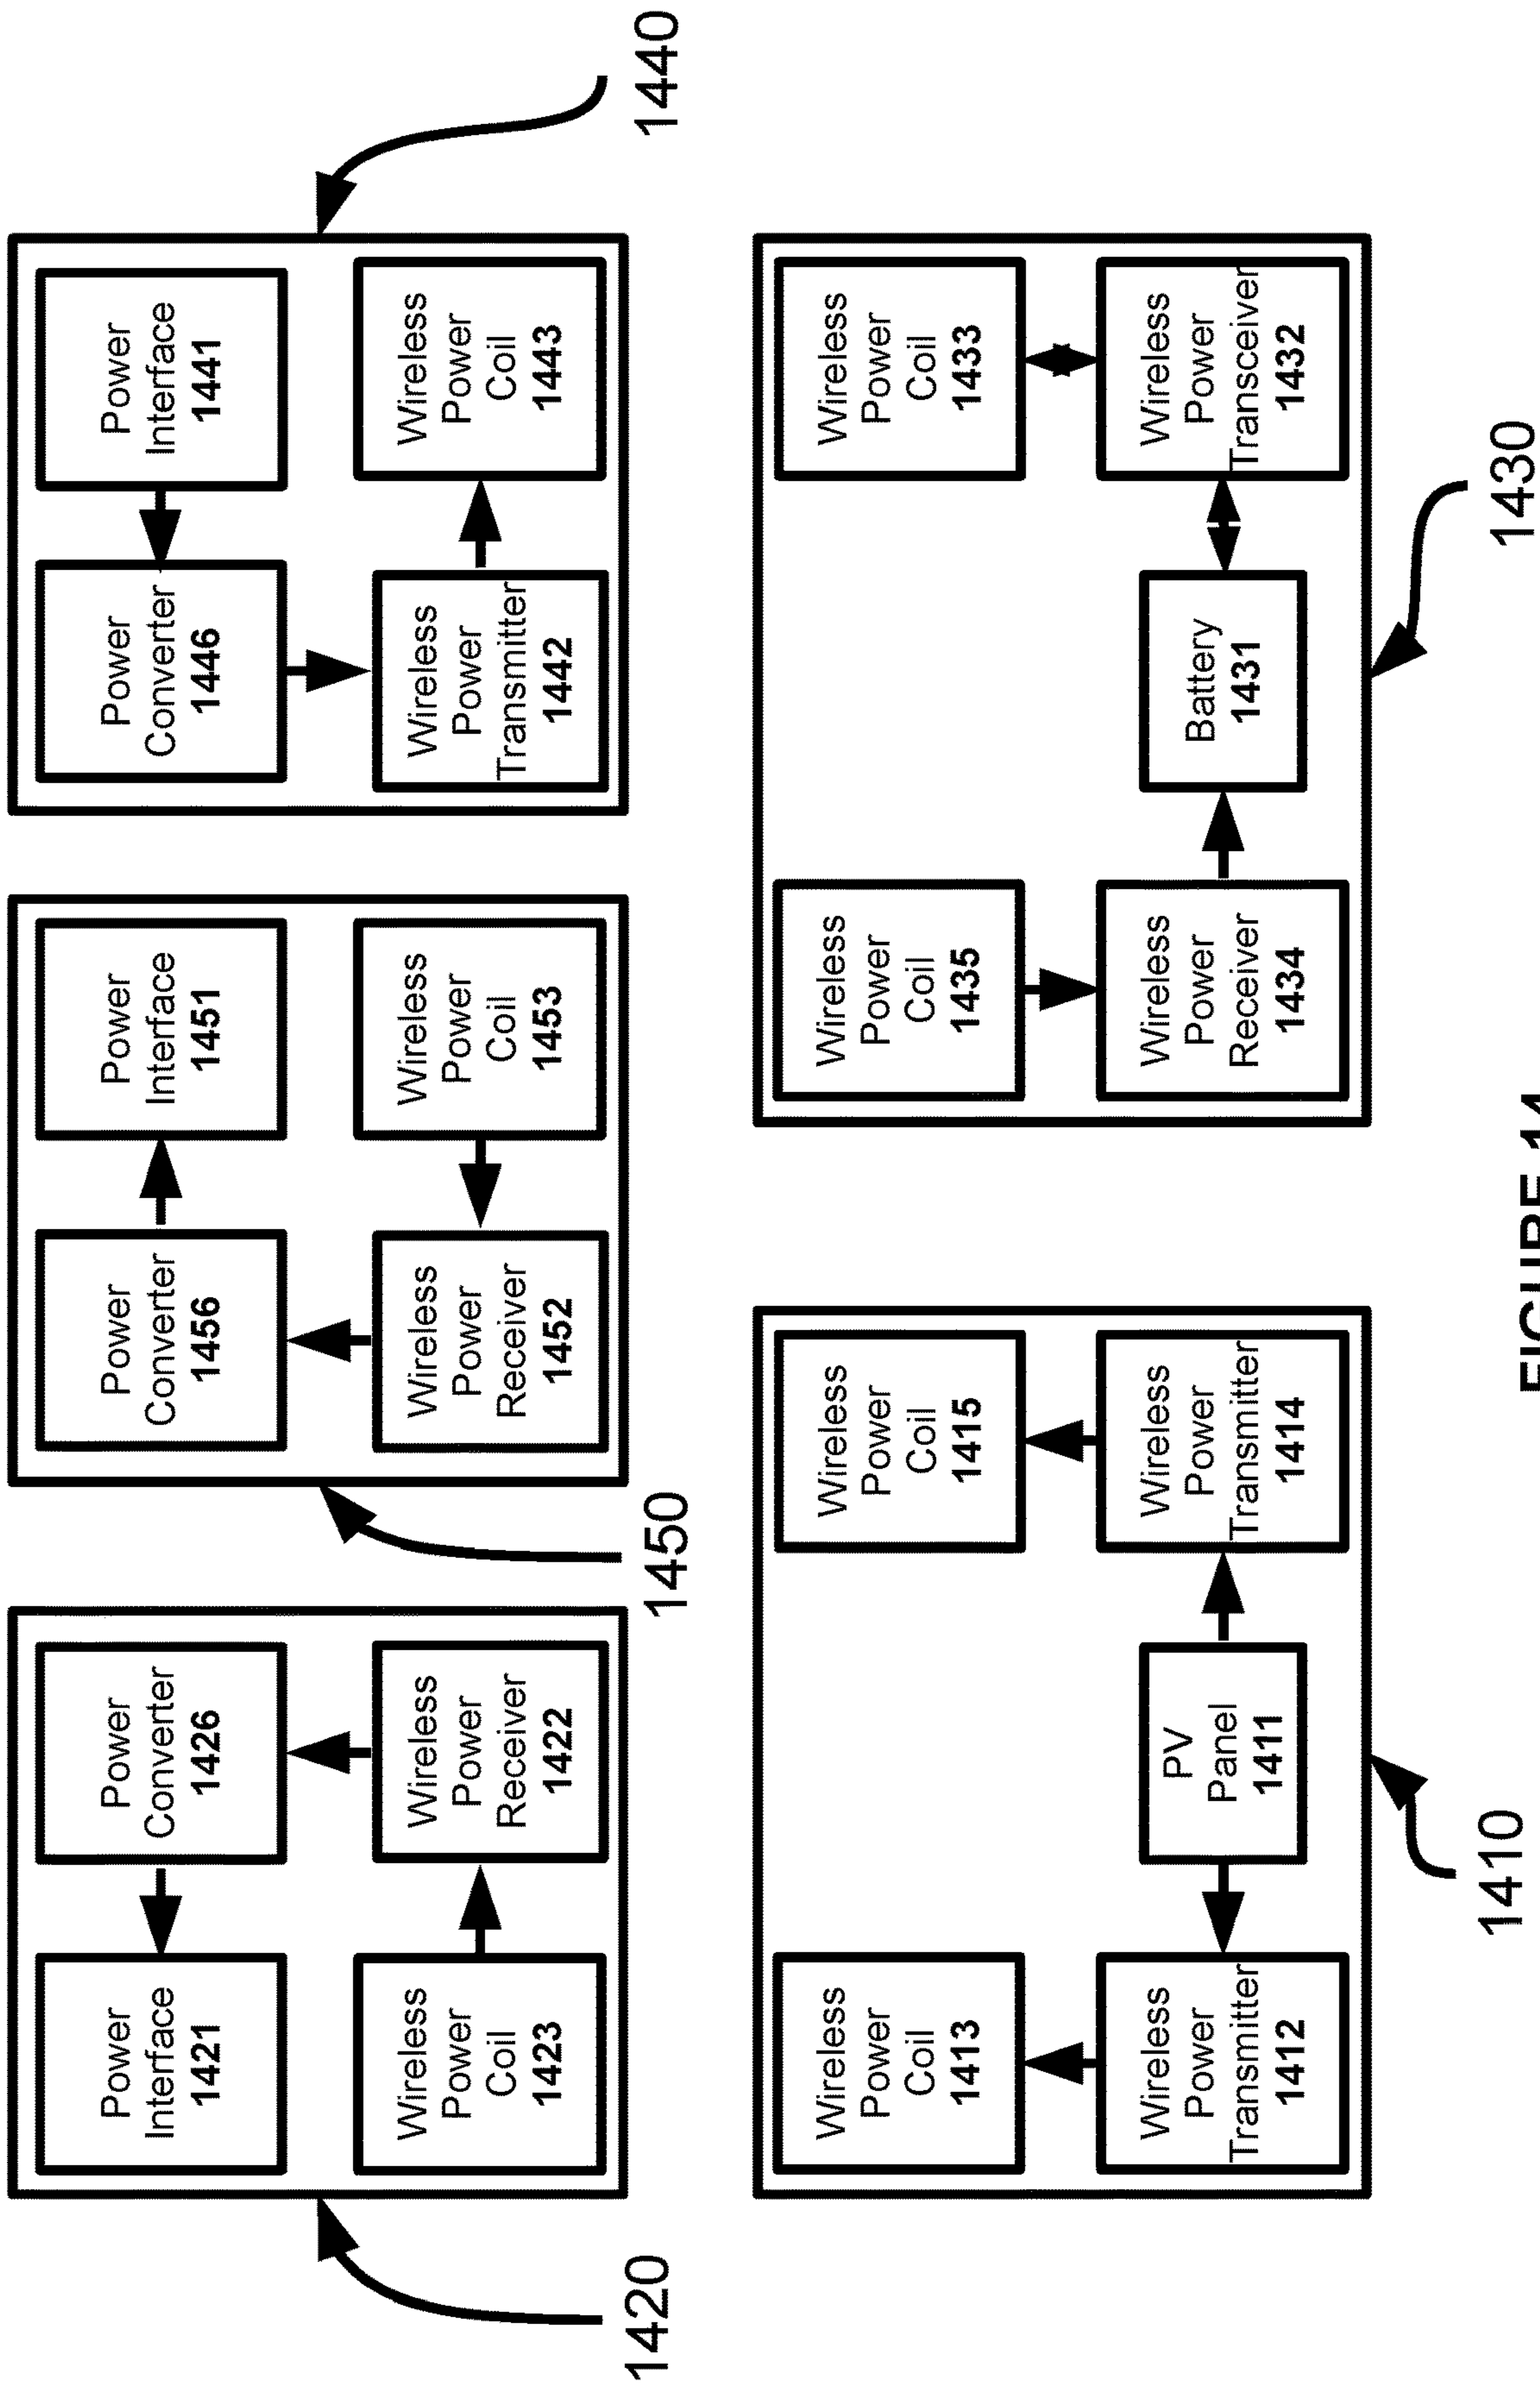 Power
Interface
1421
Power
Converter
1426
Wireless
Power
Coil
1423
Wireless
Power
Receiver
1422
1420
Power
Converter
1456
Power
Interface
1451
Wireless
Power
Receiver
1452
Wireless
Power
Coil
1453
1450
Power
Converter
1446
Power
Interface
1441
Wireless
Power
Transmitter
1442
Wireless
Power
Coil
1443
1440
Wireless
Power
Coil
1413
Wireless
Power
Coil
1415
Wireless
Power
Transmitter
1412
PV
Panel
1411
Wireless
Power
Transmitter
1414
1410
Wireless
Power
Coil
1435
Wireless
Power
Coil
1433
Wireless
Power
Receiver
1434
Battery
1431
Wireless
Power
Transceiver
1432
1430
FIGURE 14